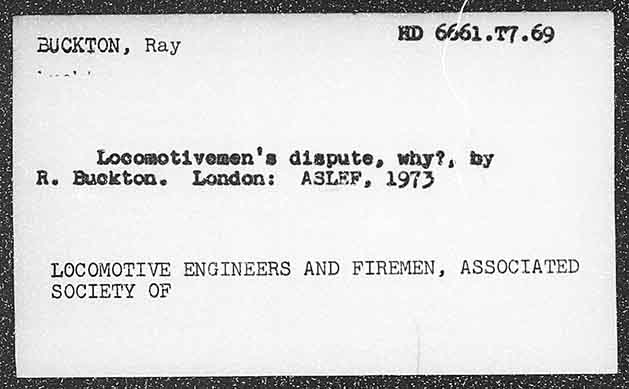 BUCKTON, Ray
HD 6661.T7.69
Locomotivemen's dispute, why?, by
R. Buckton. London: ASLEF, 1973
LOCOMOTIVE ENGINEERS AND FIREMEN, ASSOCIATED
SOCIETY OF